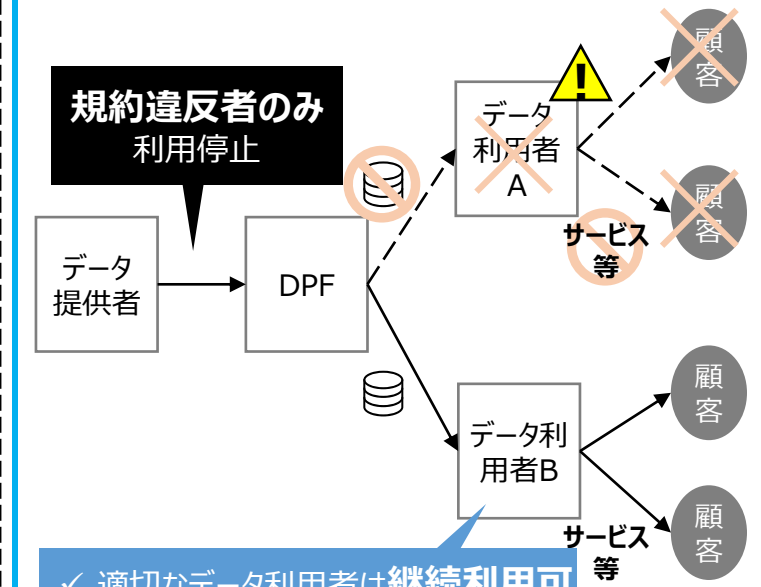 規約違反者のみ
利用停止
データ
提供者
DPF
!
データ
利用者
A
顧
客
顧
客
サービス
等
データ利
用者B
顧
客
顧
客
サービス
等
✓ 適切なデータ利用者は継続利用可